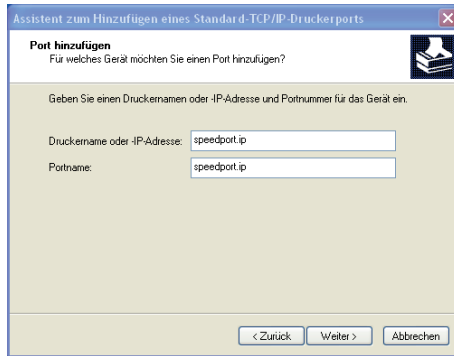 Assistent zum Hinzufügen eines Standard-TCP/IP-Druckerports
Port hinzufügen
Für welches Gerät möchten Sie einen Port hinzufügen?
Geben Sie einen Druckernamen oder -IP-Adresse und Portnummer für das Gerät ein.
Druckername oder -IP-Adresse: speedport.ip
Portname: speedport.ip
< Zurück Weiter > Abbrechen